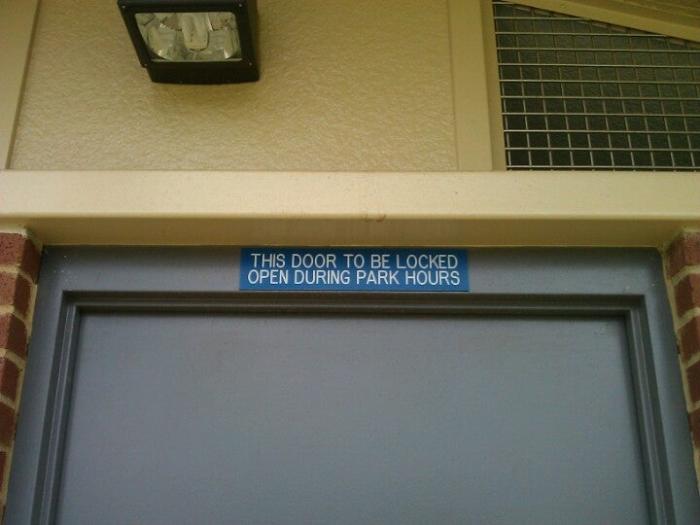 THIS DOOR TO BE LOCKED
OPEN DURING PARK HOURS